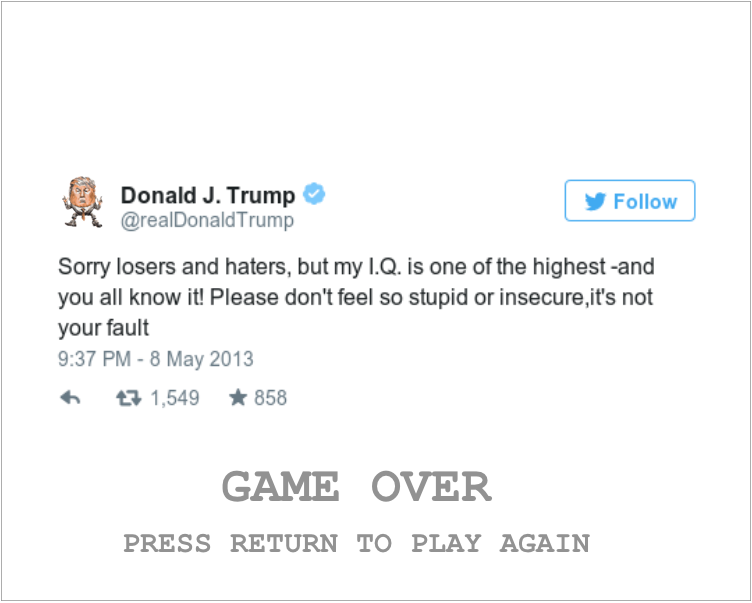 Donald J. Trump
Follow
@realDonaldTrump
Sorry losers and haters, but my I.Q. is one of the highest -and
you all know it! Please don't feel so stupid or insecure,it's not
your fault
9:37 PM - 8 May 2013
1,549 858
GAME OVER
PRESS RETURN TO PLAY AGAIN